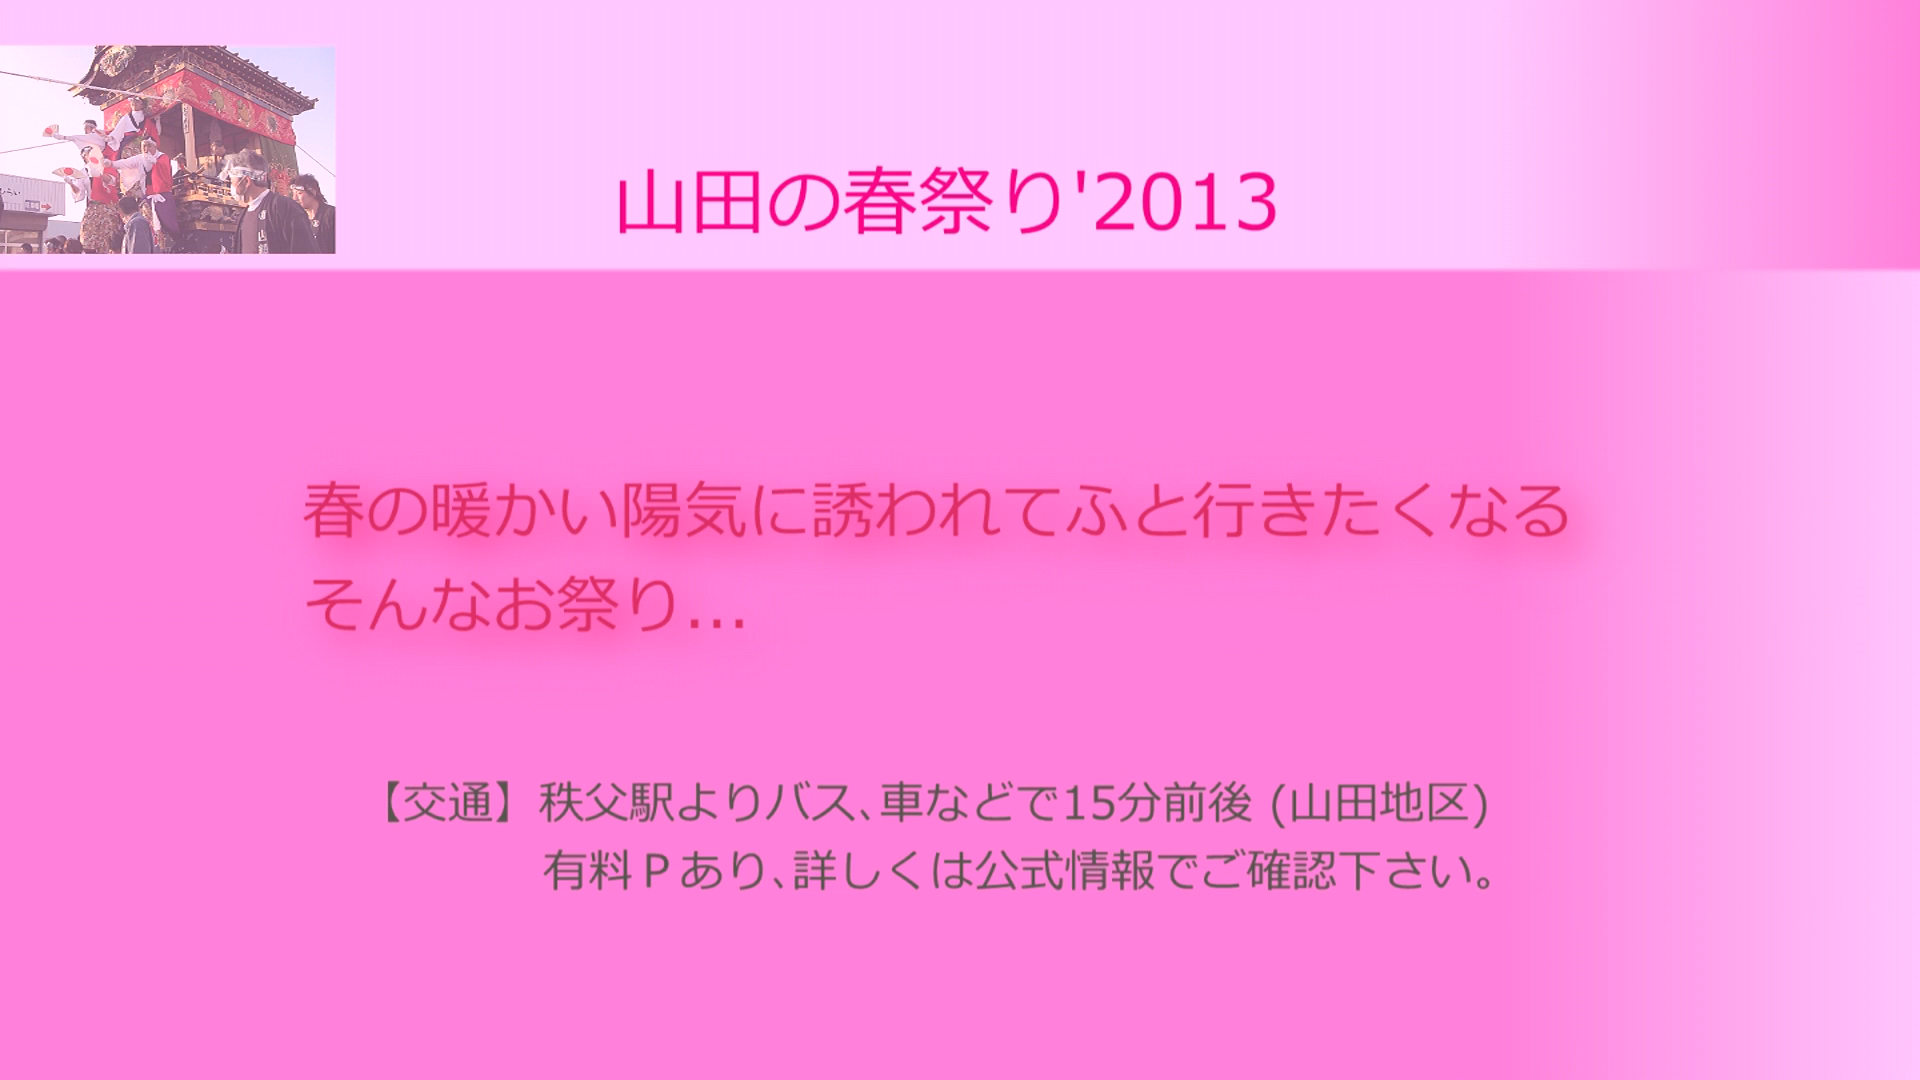 山田の春祭り'2013
春の暖かい陽気に誘われてふと行きたくなる
そんなお祭り...
【交通】秩父駅よりバス、車などで15分前後 (山田地区)
有料Ｐあり、詳しくは公式情報でご確認下さい。